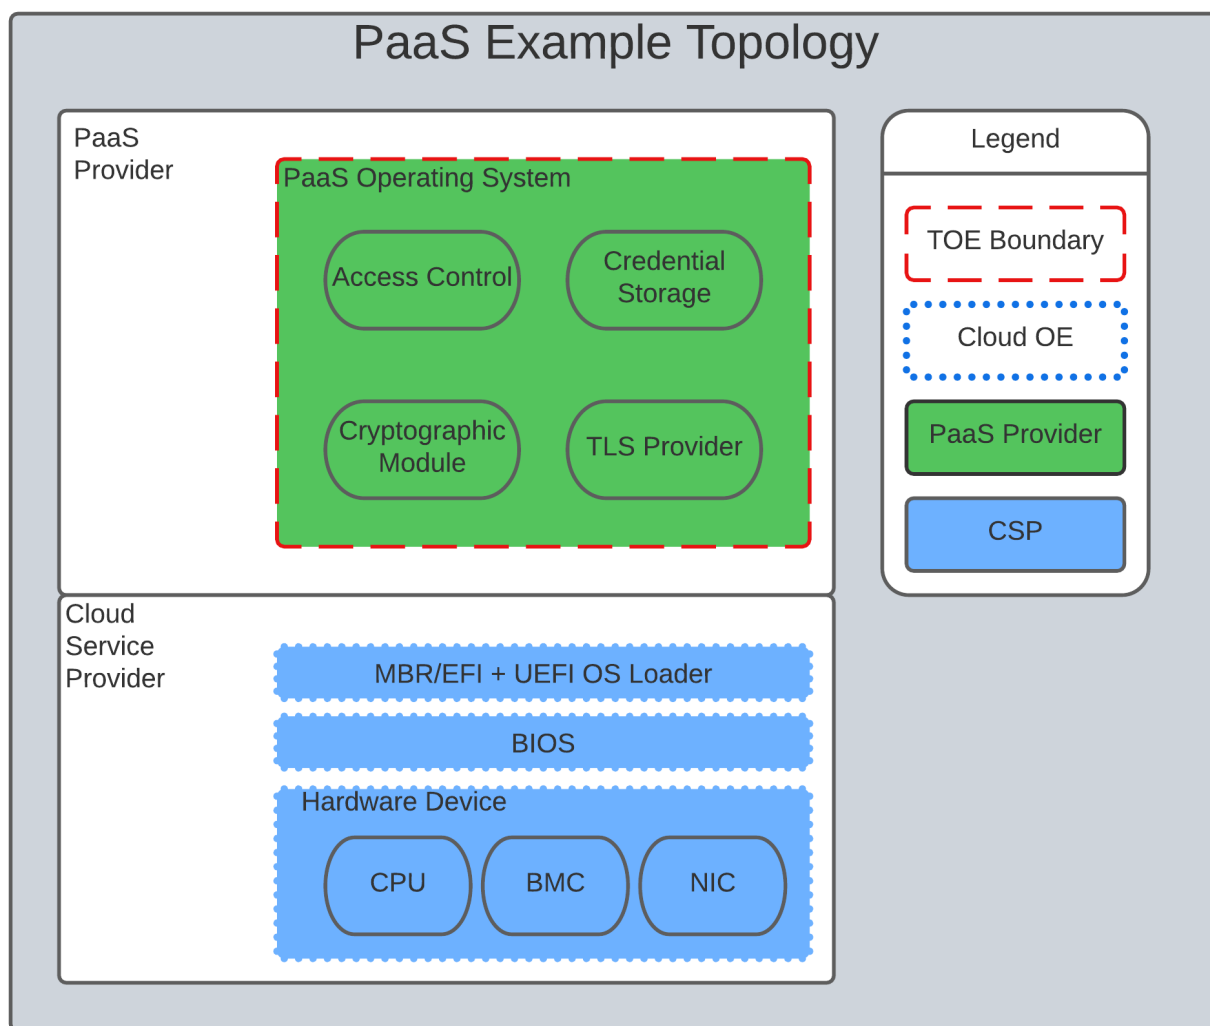 PaaS Example Topology
PaaS
Provider
PaaS Operating System
Access Control
Credential
Storage
Cryptographic
Module
TLS Provider
Cloud
Service
Provider
MBR/EFI + UEFI OS Loader
BIOS
Hardware Device
CPU
BMC
NIC
Legend
TOE Boundary
Cloud OE
PaaS Provider
CSP